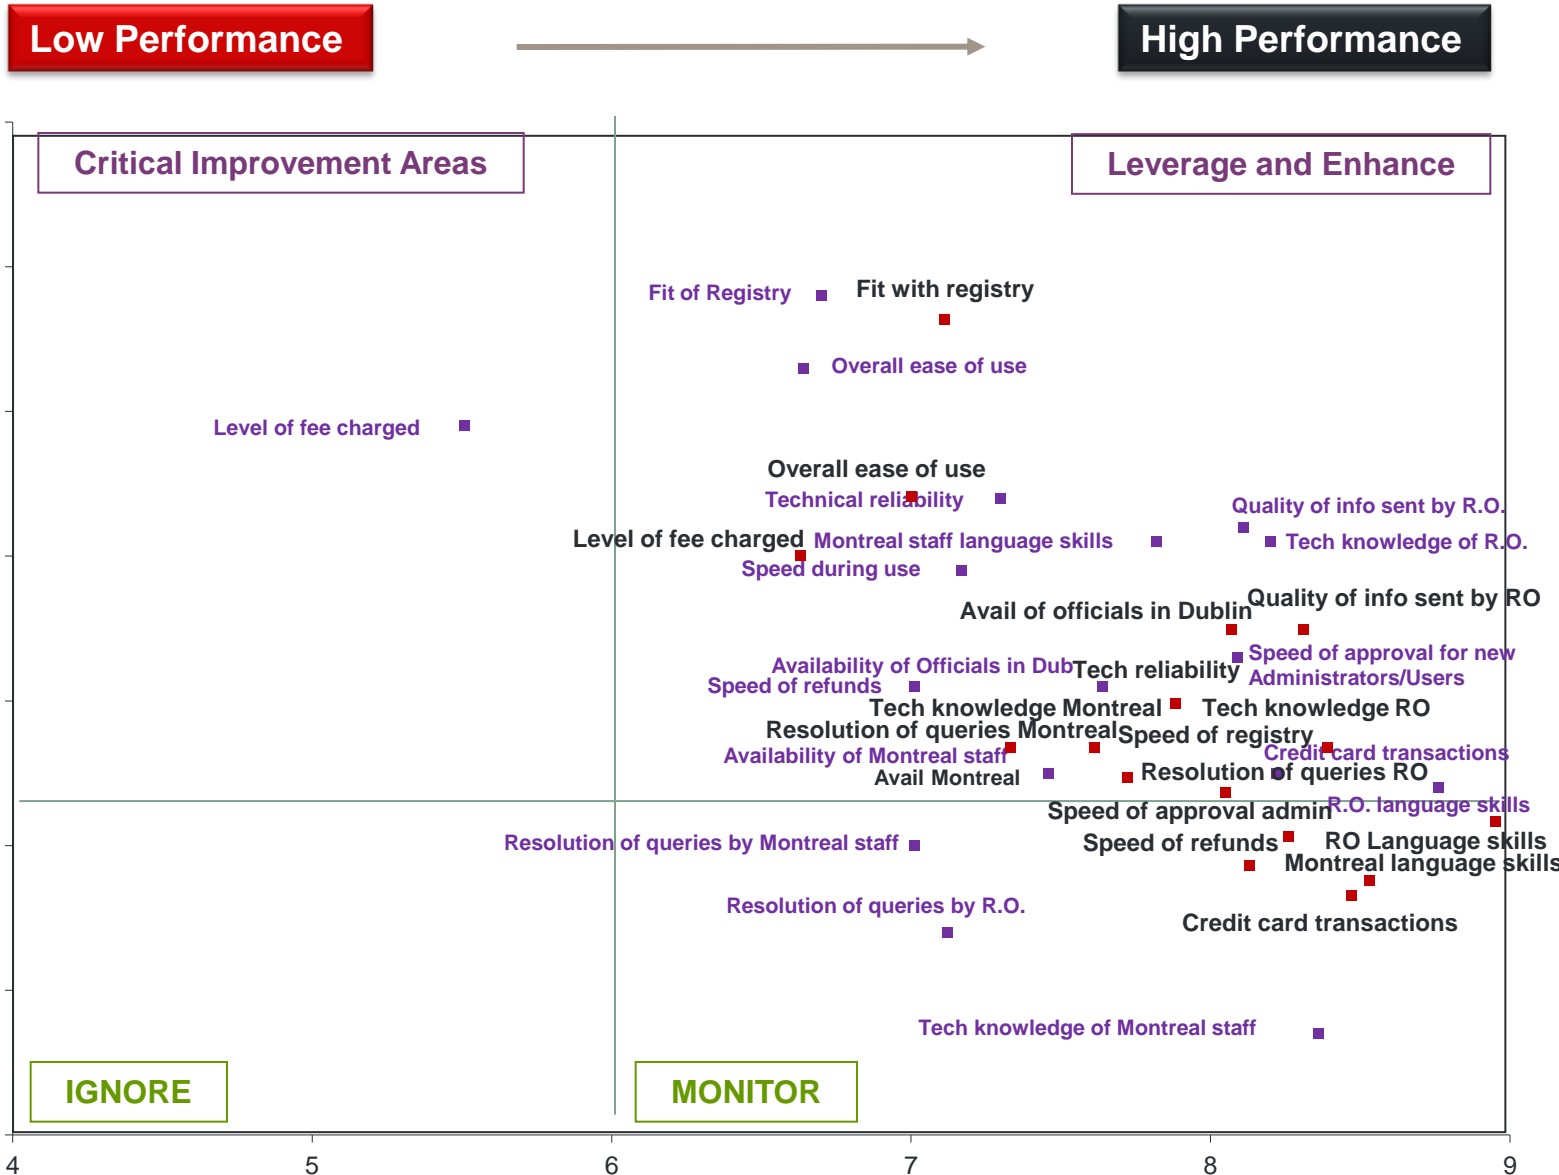 Low Performance
High Performance
Critical Improvement Areas
Leverage and Enhance
Fit of Registry
Fit with registry
Overall ease of use
Level of fee charged
Overall ease of use
Technical reliability
Quality of info sent by R.O.
Level of fee charged
Montreal staff language skills
Tech knowledge of R.O.
Speed during use
Quality of info sent by RO
Avail of officials in Dublin
Speed of approval for new
Administrators/Users
Availability of Officials in Dub
Tech reliability
Speed of refunds
Tech knowledge Montreal
Tech knowledge RO
Resolution of queries Montreal
Speed of registry
Availability of Montreal staff
Credit card transactions
Avail Montreal
Resolution of queries RO
R.O. language skills
Speed of approval admin
Resolution of queries by Montreal staff
Speed of refunds
RO Language skills
Montreal language skills
Resolution of queries by R.O.
Credit card transactions
Tech knowledge of Montreal staff
IGNORE
MONITOR
4 5 6 7 8 9